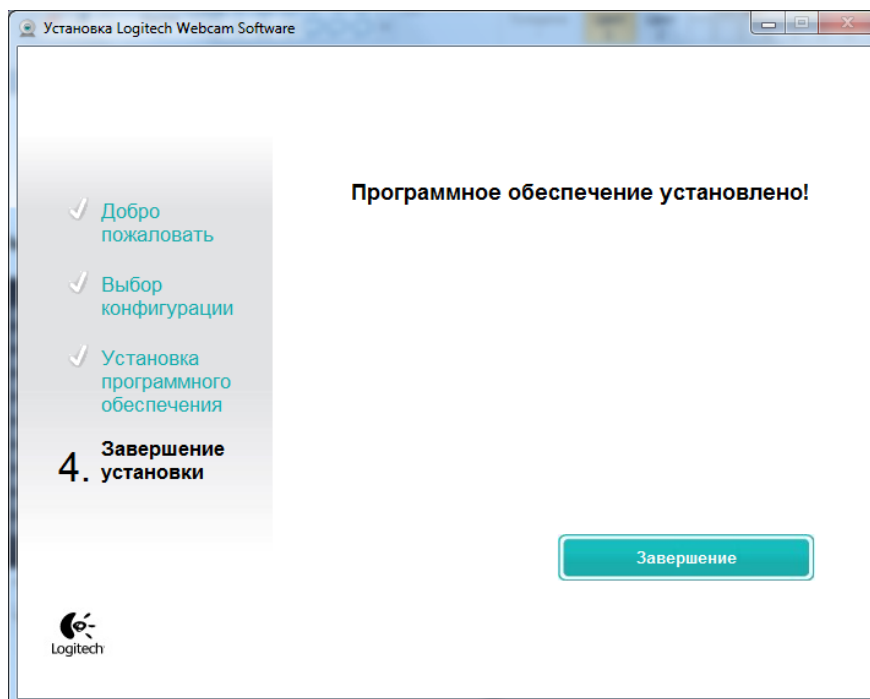 Установка Logitech Webcam Software
Программное обеспечение установлено!
Добро
пожаловать
Выбор
конфигурации
Установка
программного
обеспечения
4. Завершение
установки
Завершение
Logitech